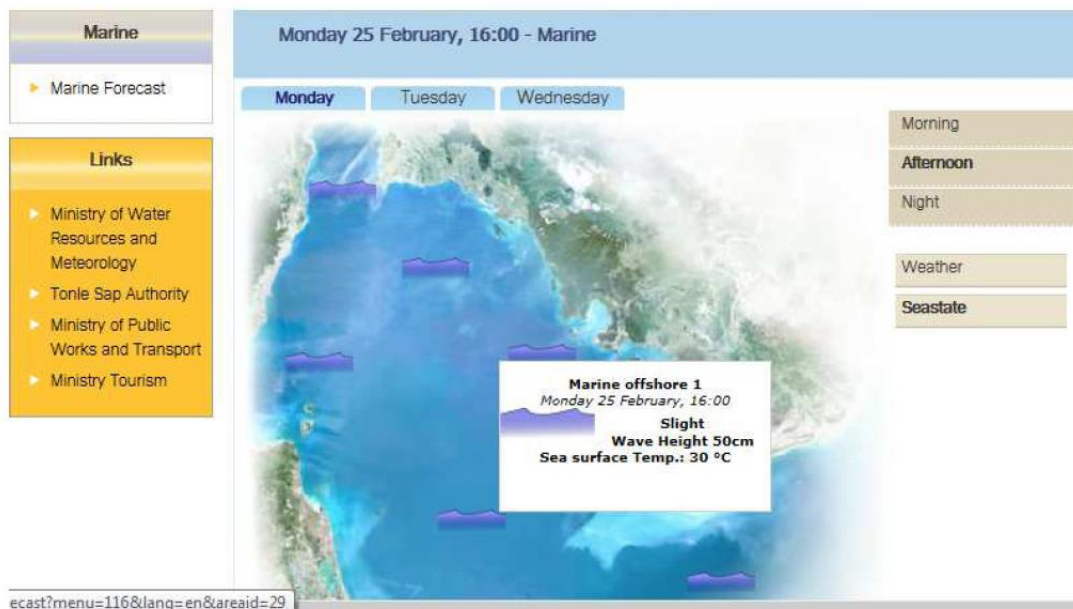 Marine
Marine Forecast
Links
Ministry of Water
Resources and
Meteorology
Tonle Sap Authority
Ministry of Public
Works and Transport
Ministry Tourism
Monday 25 February, 16:00 - Marine
Monday
Tuesday
Wednesday
Morning
Afternoon
Night
Weather
Seastate
Marine offshore 1
Monday 25 February, 16:00
Slight
Wave Height 50cm
Sea surface Temp.: 30 °C
ecast?menu=116&lang=en&areaid=29